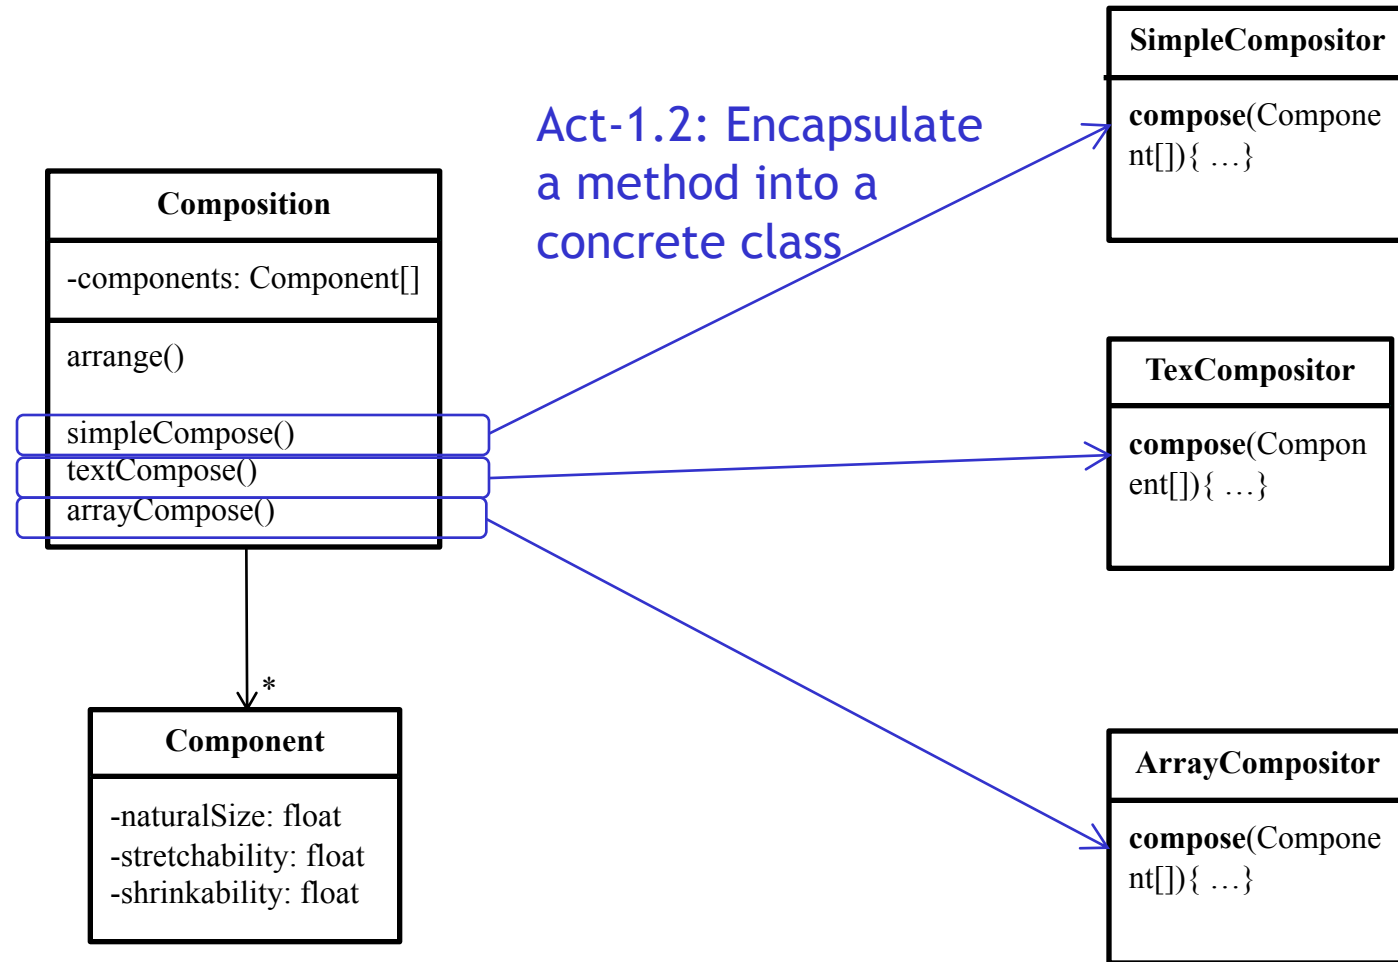 Composition
-components: Component[]
arrange()
simpleCompose()
textCompose()
arrayCompose()
*
Component
-naturalSize: float
-stretchability: float
-shrinkability: float
Act-1.2: Encapsulate
a method into a
concrete class
SimpleCompositor
compose(Compone
nt[]){ …}
TexCompositor
compose(Compon
ent[]){ …}
ArrayCompositor
compose(Compone
nt[]){ …}